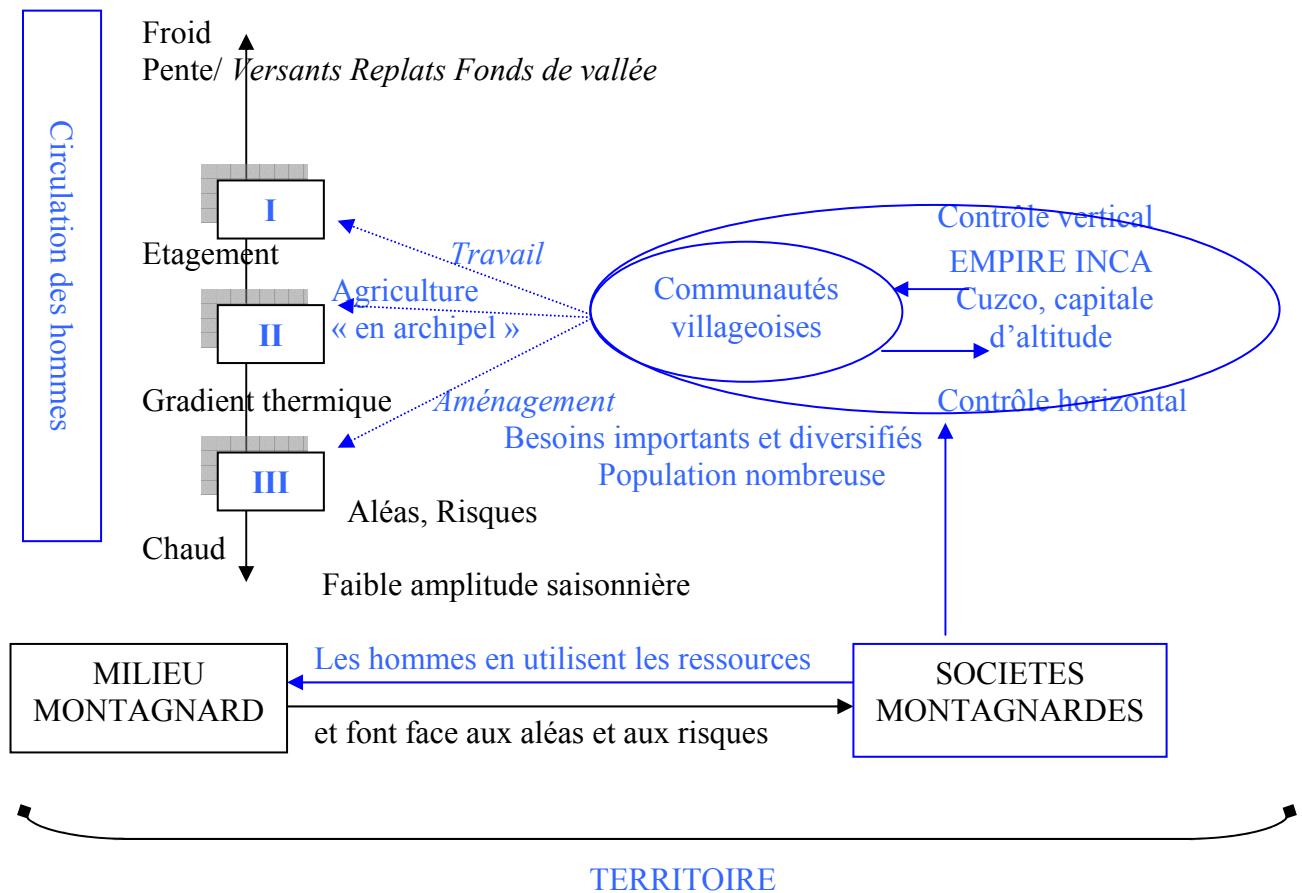 Circulation des hommes
Froid
Pente/ Versants Replats Fonds de vallée
I
Etagement
II
Gradient thermique
III
Chaud
Travail
Agriculture
« en archipel »
Aménagement
Communautés
villageoises
Contrôle vertical
EMPIRE INCA
Cuzco, capitale
d’altitude
Contrôle horizontal
Besoins importants et diversifiés
Population nombreuse
Aléas, Risques
Faible amplitude saisonnière
MILIEU
MONTAGNARD
Les hommes en utilisent les ressources
et font face aux aléas et aux risques
SOCIETES
MONTAGNARDES
TERRITOIRE